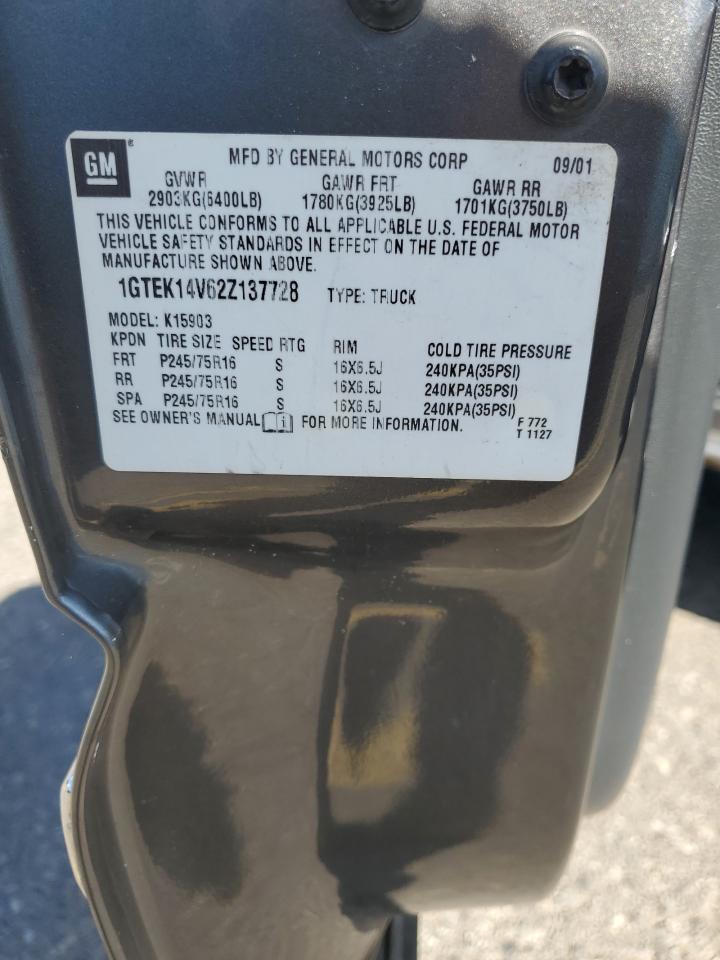 GM® MFD BY GENERAL MOTORS CORP 09/01
GVWR GAWR FRT GAWR RR
2903KG(6400LB) 1780KG(3925LB) 1701KG(3750LB)
THIS VEHICLE CONFORMS TO ALL APPLICABLE U.S. FEDERAL MOTOR
VEHICLE SAFETY STANDARDS IN EFFECT ON THE DATE OF
MANUFACTURE SHOWN ABOVE.
1GTEK14V62Z137728 TYPE: TRUCK
MODEL: K15903
KPDN TIRE SIZE SPEED RTG RIM COLD TIRE PRESSURE
FRT P245/75R16 S 16X6.5J 240KPA(35PSI)
RR P245/75R16 S 16X6.5J 240KPA(35PSI)
SPA P245/75R16 S 16X6.5J 240KPA(35PSI)
SEE OWNER'S MANUAL i FOR MORE INFORMATION. F 772
T 1127